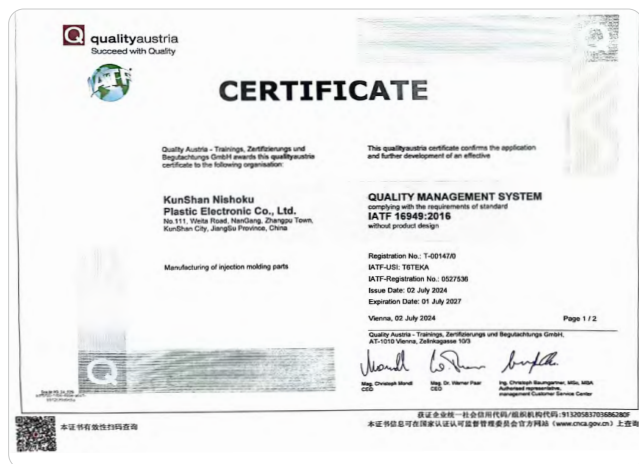 qualityaustria
Succeed with Quality
IATF
CERTIFICATE
Quality Austria - Trainings, Zertifizierungs und
Begutachtungs GmbH awards this qualityaustria
certificate to the following organisation:
KunShan Nishoku
Plastic Electronic Co., Ltd.
No.111, Weita Road, NanGang, Zhangpu Town,
KunShan City, JiangSu Province, China
Manufacturing of injection molding parts
This qualityaustria certificate confirms the application
and further development of an effective
QUALITY MANAGEMENT SYSTEM
complying with the requirements of standard
IATF 16949:2016
without product design
Registration No.: T-00147/0
IATF-USI: T6TEKA
IATF-Registration No.: 0527536
Issue Date: 02 July 2024
Expiration Date: 01 July 2027
Vienna, 02 July 2024
Page 1 / 2
Quality Austria - Trainings, Zertifizierungs und Begutachtungs GmbH,
AT-1010 Vienna, Zelinkagasse 10/3
Mag. Christoph Mondl
CEO
Mag. Dr. Werner Paar
CEO
Ing. Christoph Baumgartner, MSc, MBA
Authorised representative,
management Customer Service Center
获证企业统一社会信用代码/组织机构代码: 91320583703686280F
本证书有效性扫码查询
本证书信息可在国家认证认可监督管理委员会官方网站（www.cnca.gov.cn）上查询